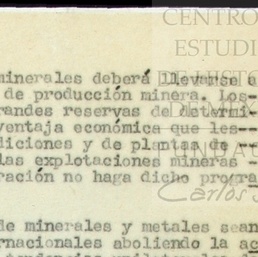 CENTRO
ESTUDI
minerales deberá llevarse a
de producción minera. Los-
randes reservas de determi-
ventaja económica que les--
diciones y de plantas de --
las explotaciones mineras -
ración no haga dicho progra
Carlos S
de minerales y metales sean
rnacionales aboliendo la ac